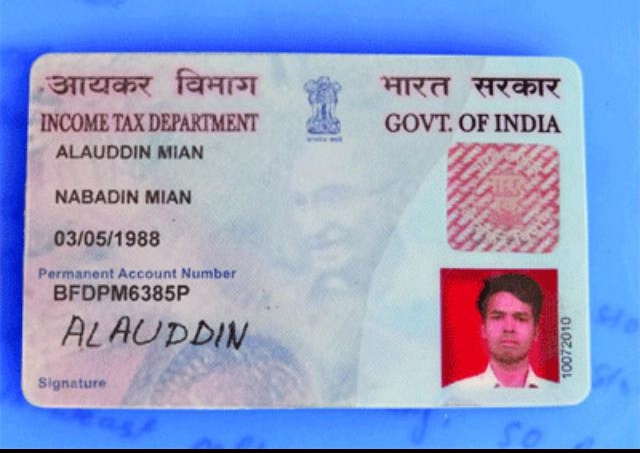 आयकर विभाग
भारत सरकार
INCOME TAX DEPARTMENT
GOVT. OF INDIA
ALAUDDIN MIAN
NABADIN MIAN
03/05/1988
Permanent Account Number
BFDPM6385P
ALAUDDIN
Signature
10072010